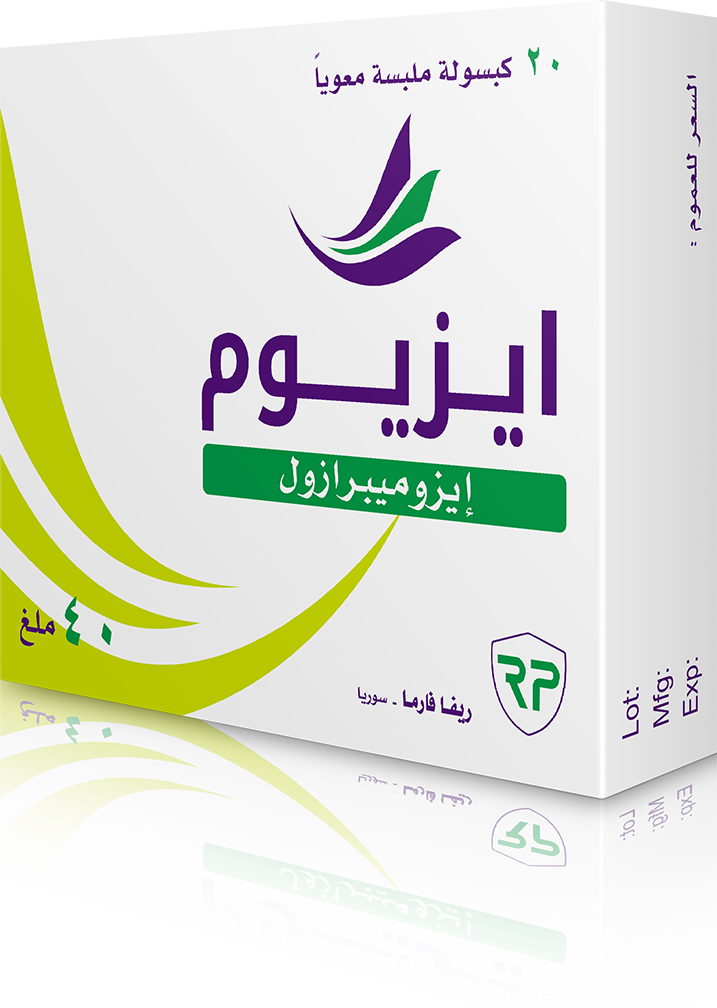 ٢٠ كبسولة ملبسة معوياً
ايزيوم
إيزوميبرازول
٤٠ ملغ
ريفا فارما - سوريا
RP
السعر للعموم :
Lot:
Mfg:
Exp: